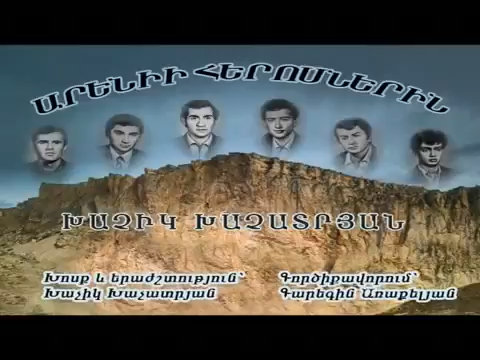 ԱՐԵՆԻԻ ՀԵՐՈՍՆԵՐԻՆ
ԽԱՉԻԿ ԽԱՉԱՏՐՅԱՆ
Խոսք և երաժշտություն՝
Խաչիկ Խաչատրյան
Գործիքավորում՝
Գարեգին Առաքելյան